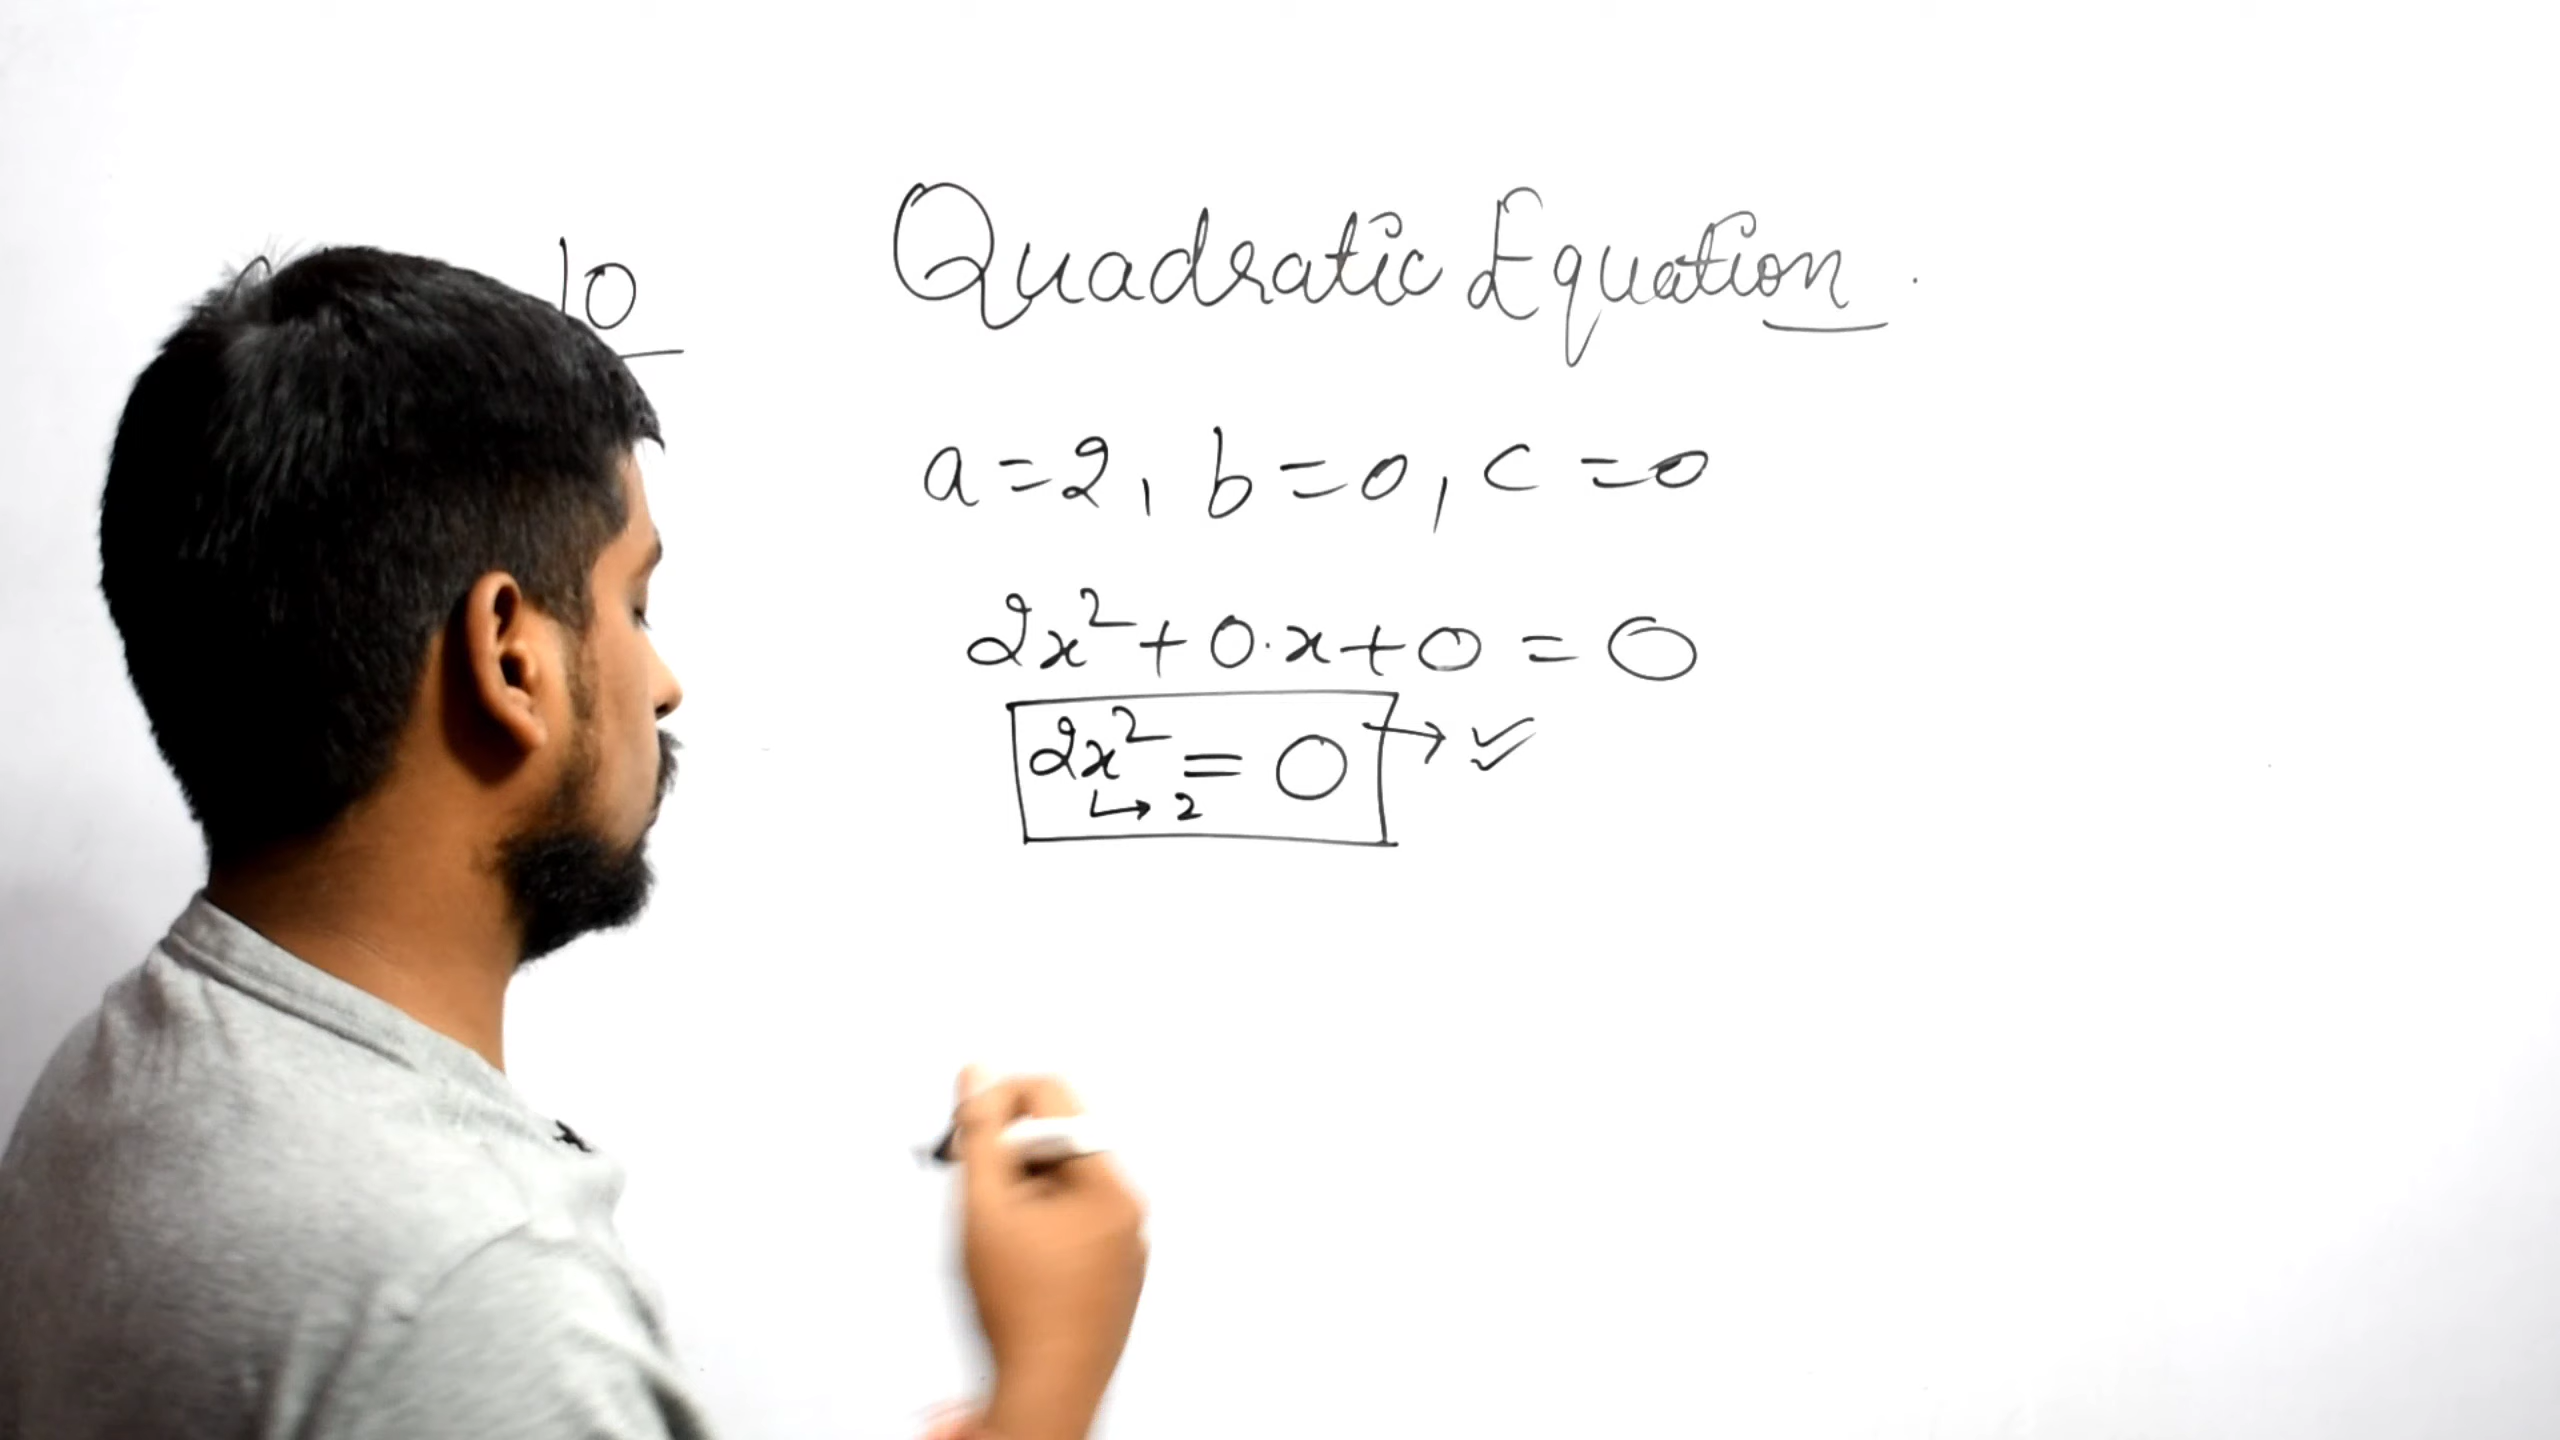 10
Quadratic Equation.
a=2, b=0, c=0
2x²+0·x+0=0
2x²=0 → ✓
↳ 2